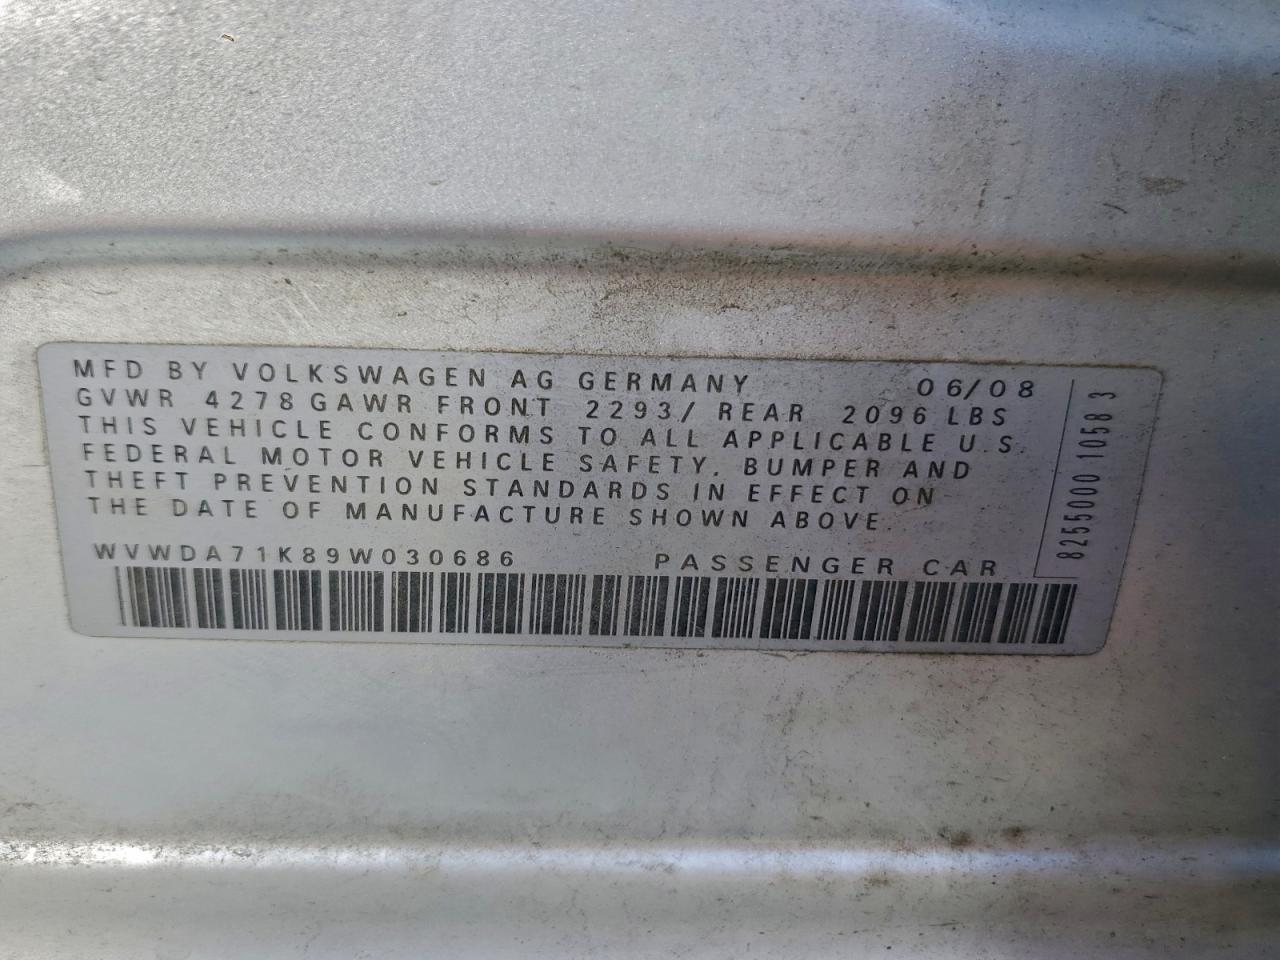 MFD BY VOLKSWAGEN AG GERMANY 06/08
GVWR 4278 GAWR FRONT 2293/ REAR 2096 LBS
THIS VEHICLE CONFORMS TO ALL APPLICABLE U.S.
FEDERAL MOTOR VEHICLE SAFETY, BUMPER AND
THEFT PREVENTION STANDARDS IN EFFECT ON
THE DATE OF MANUFACTURE SHOWN ABOVE.
WVWDA71K89W030686 PASSENGER CAR
8255000 1058 3